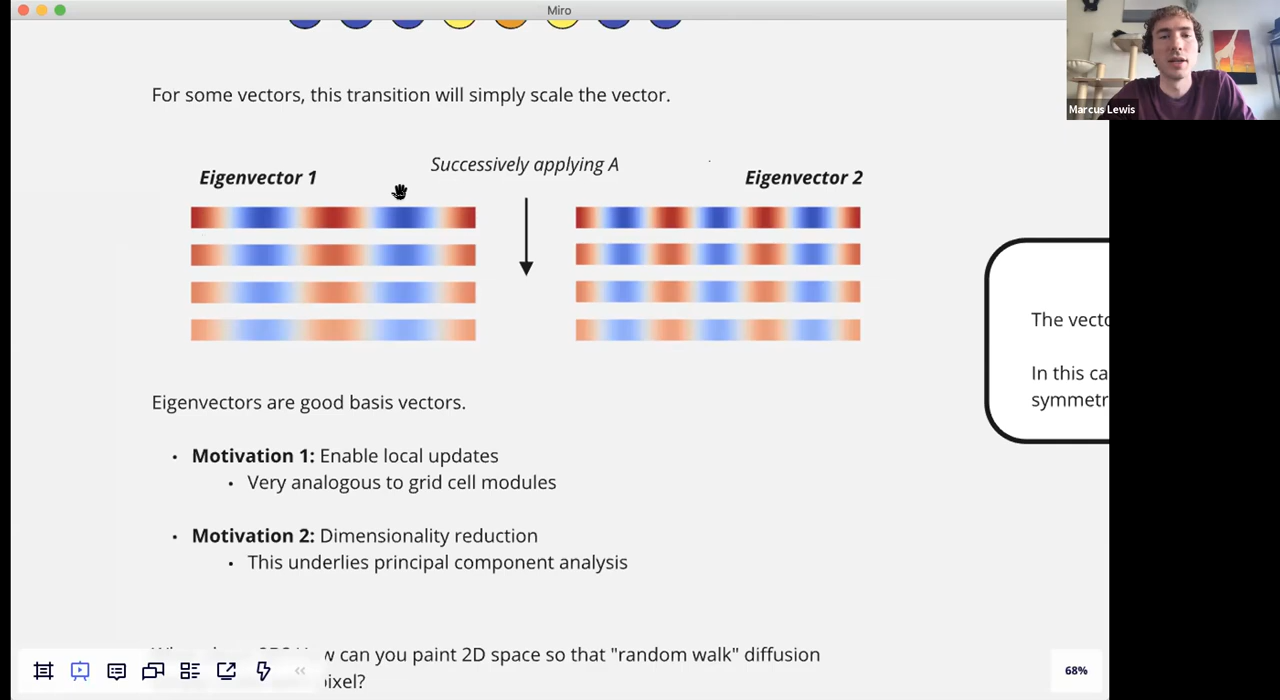 Miro
Marcus Lewis
For some vectors, this transition will simply scale the vector.
Successively applying A
Eigenvector 1
Eigenvector 2
The vecto
In this ca
symmetr
Eigenvectors are good basis vectors.
• Motivation 1: Enable local updates
• Very analogous to grid cell modules
• Motivation 2: Dimensionality reduction
• This underlies principal component analysis
can you paint 2D space so that "random walk" diffusion
pixel?
68%